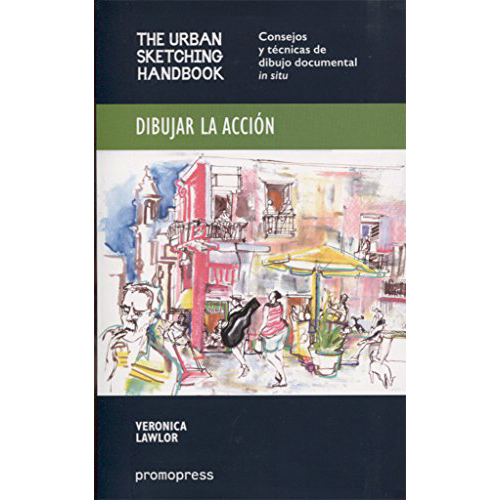 THE URBAN
SKETCHING
HANDBOOK
Consejos
y técnicas de
dibujo documental
in situ
DIBUJAR LA ACCIÓN
VERONICA
LAWLOR
promopress